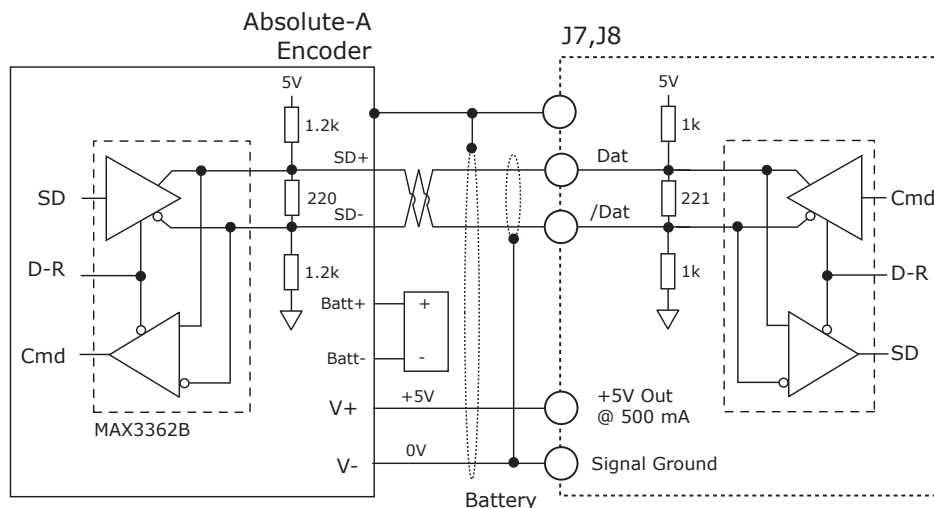 Absolute-A
Encoder
J7,J8
5V
1.2k
SD+
220
SD-
1.2k
SD
D-R
Cmd
MAX3362B
Batt+
+
Batt-
-
V+
+5V
V-
0V
Battery
5V
1k
Dat
221
/Dat
1k
Cmd
D-R
SD
+5V Out
@ 500 mA
Signal Ground